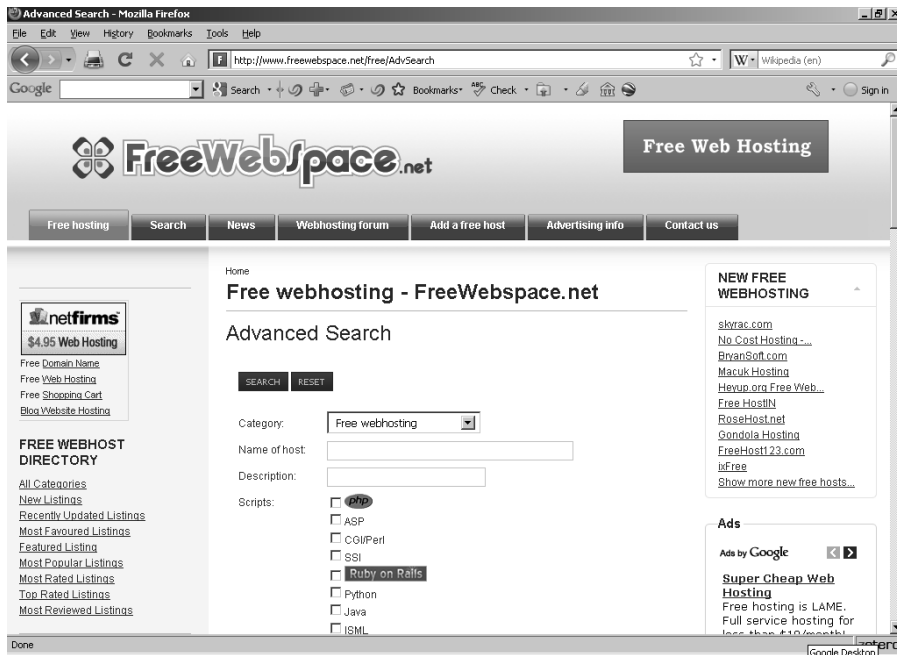 Advanced Search - Mozilla Firefox
File Edit View History Bookmarks Tools Help
http://www.freewebspace.net/free/AdvSearch
W Wikipedia (en)
Google
Search Bookmarks ABC Check Sign in
FreeWebspace.net
Free Web Hosting
Free hosting Search News Webhosting forum Add a free host Advertising info Contact us
netfirms
$4.95 Web Hosting
Free Domain Name
Free Web Hosting
Free Shopping Cart
Blog Website Hosting
FREE WEBHOST
DIRECTORY
All Categories
New Listings
Recently Updated Listings
Most Favoured Listings
Featured Listing
Most Popular Listings
Most Rated Listings
Top Rated Listings
Most Reviewed Listings
Home
Free webhosting - FreeWebspace.net
Advanced Search
SEARCH RESET
Category: Free webhosting
Name of host:
Description:
Scripts:
php
ASP
CGI/Perl
SSI
Ruby on Rails
Python
Java
ISML
NEW FREE
WEBHOSTING
skyrac.com
No Cost Hosting -...
BryanSoft.com
Macuk Hosting
Heyup.org Free Web...
Free HostIN
RoseHost.net
Gondola Hosting
FreeHost123.com
ixFree
Show more new free hosts...
Ads
Ads by Google
Super Cheap Web
Hosting
Free hosting is LAME.
Full service hosting for
less than $10/month!
Done
Google Desktop